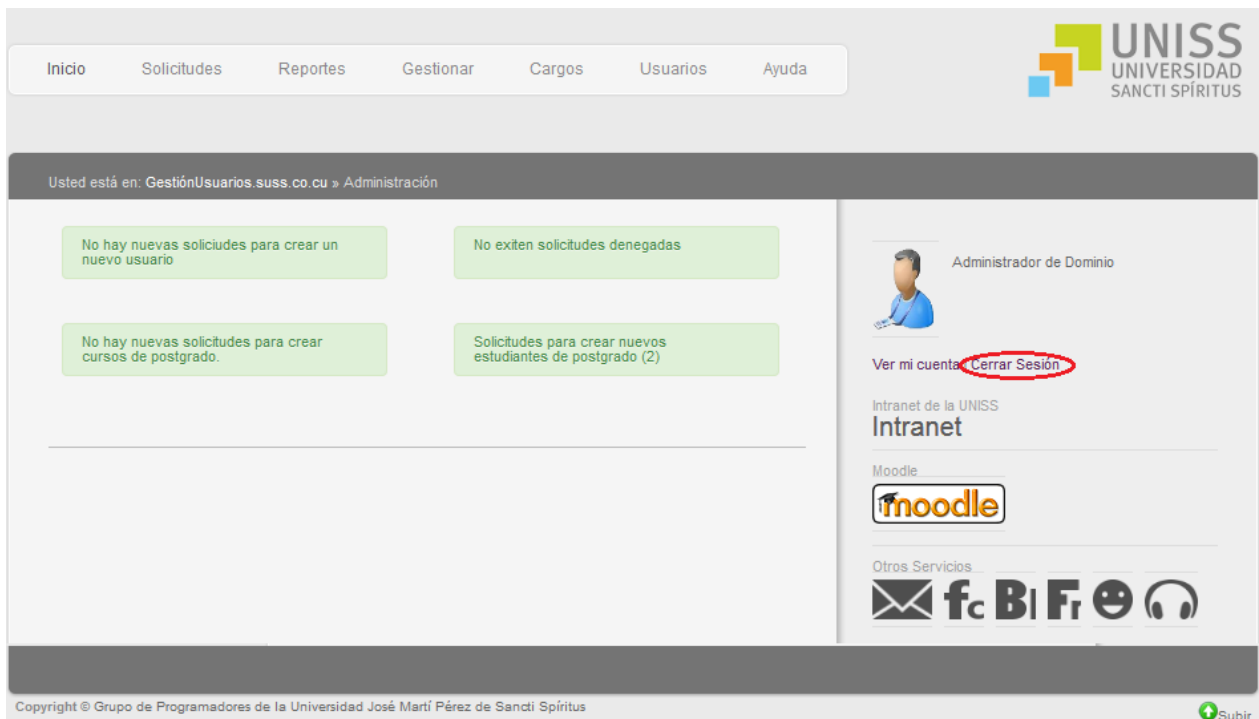 Inicio Solicitudes Reportes Gestionar Cargos Usuarios Ayuda
UNISS
UNIVERSIDAD
SANCTI SPÍRITUS
Usted está en: GestiónUsuarios.suss.co.cu » Administración
No hay nuevas soliciudes para crear un
nuevo usuario
No exiten solicitudes denegadas
No hay nuevas solicitudes para crear
cursos de postgrado.
Solicitudes para crear nuevos
estudiantes de postgrado (2)
Administrador de Dominio
Ver mi cuenta Cerrar Sesión
Intranet de la UNISS
Intranet
Moodle
moodle
Otros Servicios
fc Bl Fr
Copyright © Grupo de Programadores de la Universidad José Martí Pérez de Sancti Spíritus
Subir